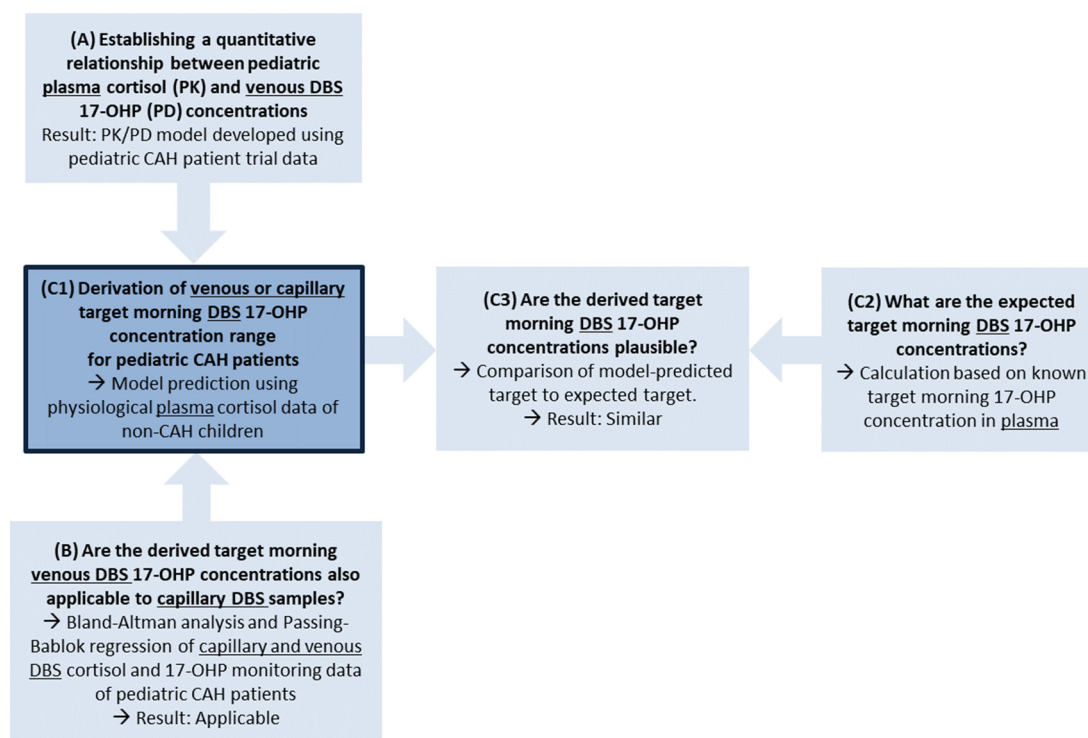 (A) Establishing a quantitative
relationship between pediatric
plasma cortisol (PK) and venous DBS
17-OHP (PD) concentrations
Result: PK/PD model developed using
pediatric CAH patient trial data
(C1) Derivation of venous or capillary
target morning DBS 17-OHP
concentration range
for pediatric CAH patients
→ Model prediction using
physiological plasma cortisol data of
non-CAH children
(C3) Are the derived target
morning DBS 17-OHP
concentrations plausible?
→ Comparison of model-predicted
target to expected target.
→ Result: Similar
(C2) What are the expected
target morning DBS 17-OHP
concentrations?
→ Calculation based on known
target morning 17-OHP
concentration in plasma
(B) Are the derived target morning
venous DBS 17-OHP concentrations also
applicable to capillary DBS samples?
→ Bland-Altman analysis and Passing-
Bablok regression of capillary and venous
DBS cortisol and 17-OHP monitoring data
of pediatric CAH patients
→ Result: Applicable